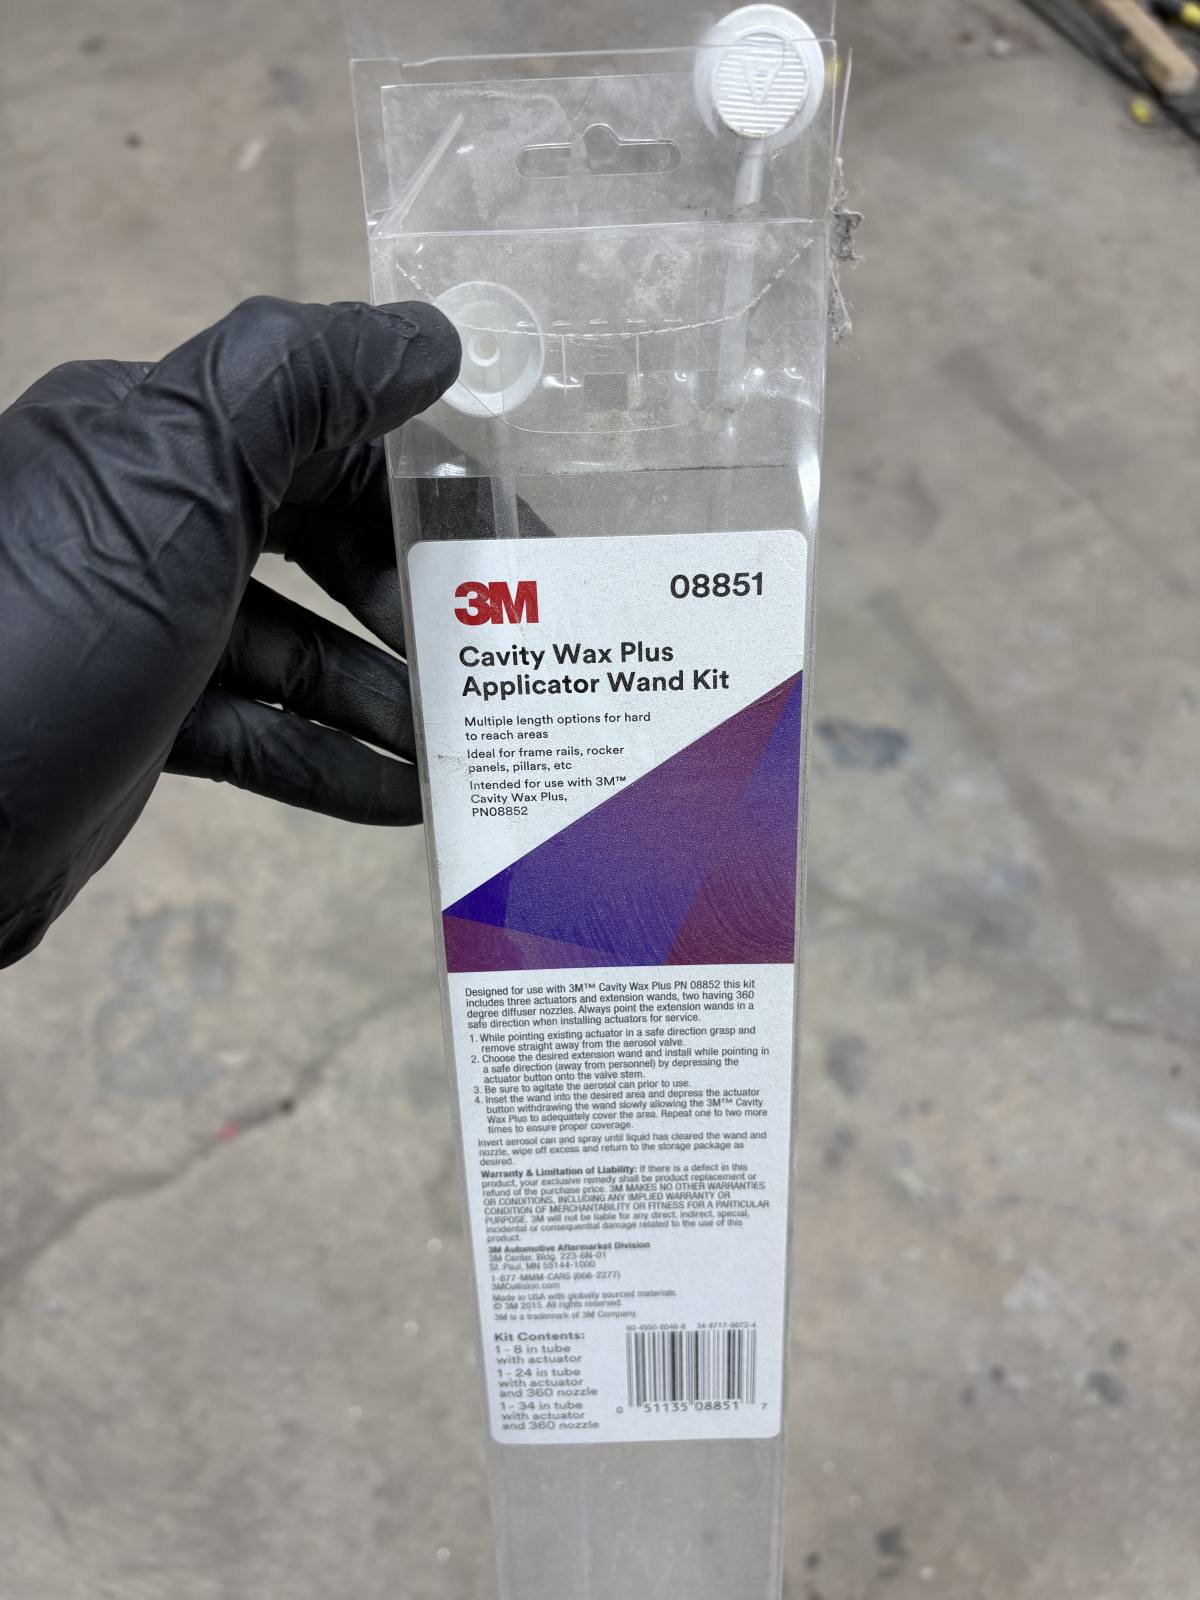 3M
08851
Cavity Wax Plus
Applicator Wand Kit
Multiple length options for hard
to reach areas
Ideal for frame rails, rocker
panels, pillars, etc
Intended for use with 3M™
Cavity Wax Plus,
PN08852
Designed for use with 3M™ Cavity Wax Plus PN 08852 this kit
includes three actuators and extension wands, two having 360
degree diffuser nozzles. Always point the extension wands in a
safe direction when installing actuators for service.
1. While pointing existing actuator in a safe direction grasp and
remove straight away from the aerosol valve.
2. Choose the desired extension wand and install while pointing in
a safe direction (away from personnel) by depressing the
actuator button onto the valve stem.
3. Be sure to agitate the aerosol can prior to use.
4. Inset the wand into the desired area and depress the actuator
button withdrawing the wand slowly allowing the 3M™ Cavity
Wax Plus to adequately cover the area. Repeat one to two more
times to ensure proper coverage.
Invert aerosol can and spray until liquid has cleared the wand and
nozzle, wipe off excess and return to the storage package as
desired.
Warranty & Limitation of Liability: If there is a defect in this
product, your exclusive remedy shall be product replacement or
refund of the purchase price. 3M MAKES NO OTHER WARRANTIES
OR CONDITIONS, INCLUDING ANY IMPLIED WARRANTY OR
CONDITION OF MERCHANTABILITY OR FITNESS FOR A PARTICULAR
PURPOSE. 3M will not be liable for any direct, indirect, special,
incidental or consequential damage related to the use of this
product.
3M Automotive Aftermarket Division
3M Center, Bldg. 223-6N-01
St. Paul, MN 55144-1000
1-877-MMM-CARS (666-2277)
3MCollision.com
Made in USA with globally sourced materials.
© 3M 2015. All rights reserved.
3M is a trademark of 3M Company.
Kit Contents:
1 - 8 in tube
with actuator
1 - 24 in tube
with actuator
and 360 nozzle
1 - 34 in tube
with actuator
and 360 nozzle
0 51135 08851 7